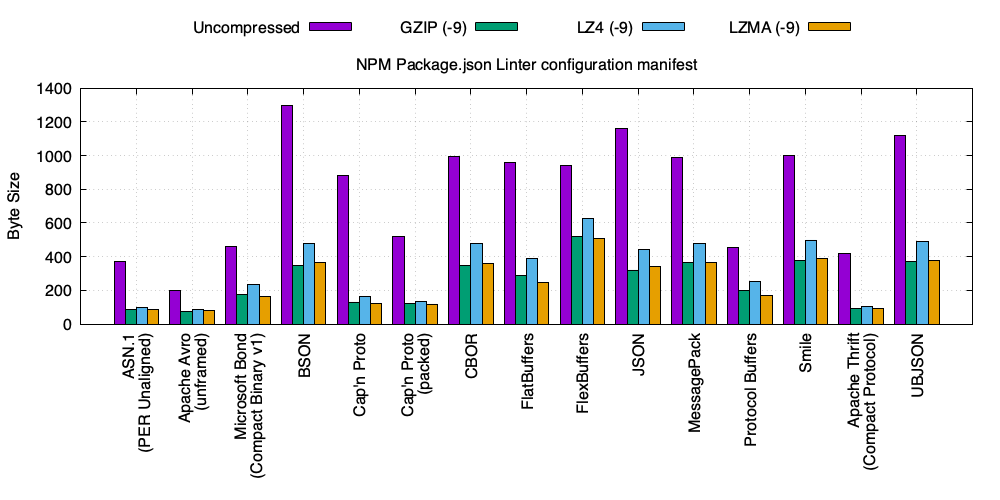 Uncompressed GZIP (-9) LZ4 (-9) LZMA (-9)
NPM Package.json Linter configuration manifest
Byte Size
1400
1200
1000
800
600
400
200
0
ASN.1
(PER Unaligned)
Apache Avro
(unframed)
Microsoft Bond
(Compact Binary v1)
BSON
Cap'n Proto
Cap'n Proto
(packed)
CBOR
FlatBuffers
FlexBuffers
JSON
MessagePack
Protocol Buffers
Smile
Apache Thrift
(Compact Protocol)
UBJSON